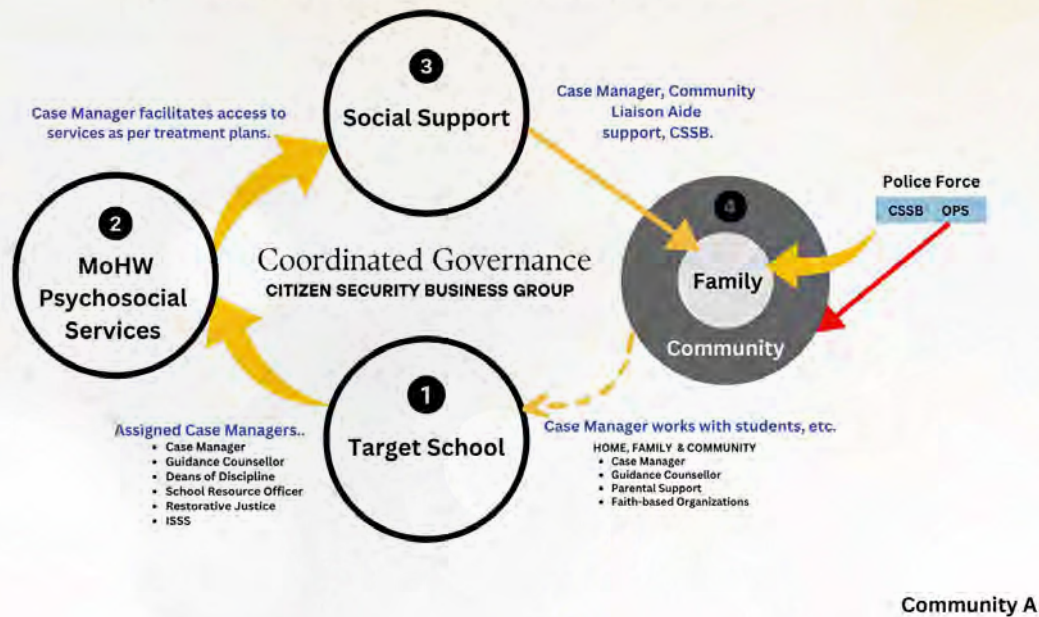 3
Social Support
Case Manager facilitates access to
services as per treatment plans.
Case Manager, Community
Liaison Aide
support, CSSB.
Police Force
CSSB OPS
2
MoHW
Psychosocial
Services
Coordinated Governance
CITIZEN SECURITY BUSINESS GROUP
4
Family
Community
1
Target School
Assigned Case Managers..
• Case Manager
• Guidance Counsellor
• Deans of Discipline
• School Resource Officer
• Restorative Justice
• ISSS
Case Manager works with students, etc.
HOME, FAMILY & COMMUNITY
• Case Manager
• Guidance Counsellor
• Parental Support
• Faith-based Organizations
Community A